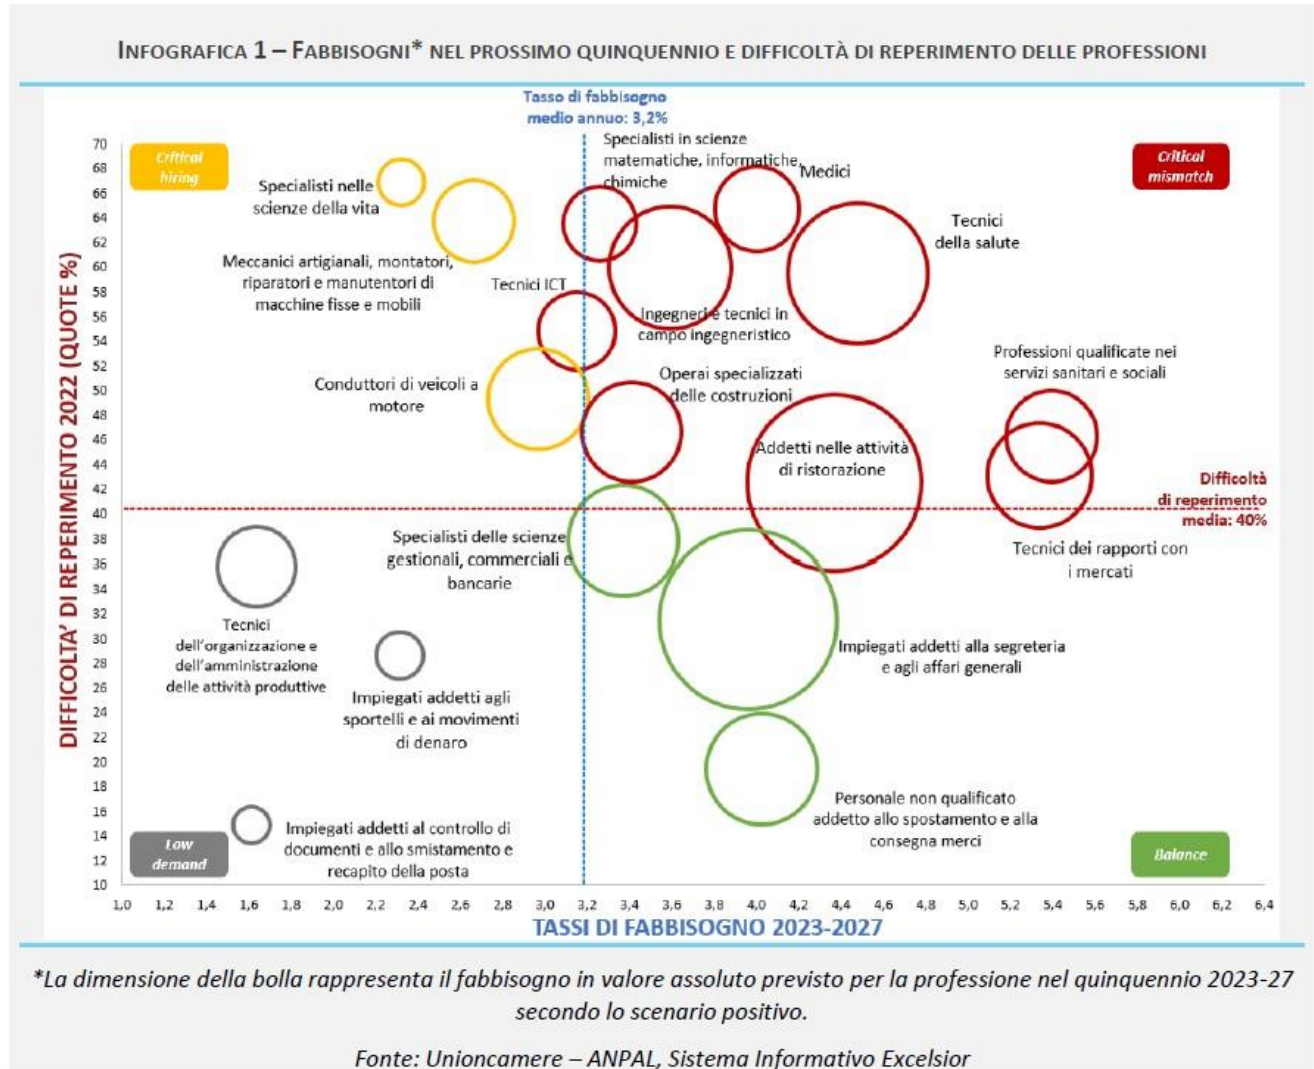 INFOGRAFICA 1 – FABBISOGNI* NEL PROSSIMO QUINQUENNIO E DIFFICOLTÀ DI REPERIMENTO DELLE PROFESSIONI
Tasso di fabbisogno
medio annuo: 3,2%
Critical
hiring
Critical
mismatch
Specialisti in scienze
matematiche, informatiche,
chimiche
Medici
Specialisti nelle
scienze della vita
Tecnici
della salute
Meccanici artigianali, montatori,
riparatori e manutentori di
macchine fisse e mobili
Tecnici ICT
Ingegneri e tecnici in
campo ingegneristico
Professioni qualificate nei
servizi sanitari e sociali
Conduttori di veicoli a
motore
Operai specializzati
delle costruzioni
Addetti nelle attività
di ristorazione
Difficoltà
di reperimento
media: 40%
Specialisti delle scienze
gestionali, commerciali e
bancarie
Tecnici dei rapporti con
i mercati
Tecnici
dell'organizzazione e
dell'amministrazione
delle attività produttive
Impiegati addetti alla segreteria
e agli affari generali
Impiegati addetti agli
sportelli e ai movimenti
di denaro
Personale non qualificato
addetto allo spostamento e alla
consegna merci
Impiegati addetti al controllo di
documenti e allo smistamento e
recapito della posta
Low
demand
Balance
DIFFICOLTA' DI REPERIMENTO 2022 (QUOTE %)
70
68
66
64
62
60
58
56
54
52
50
48
46
44
42
40
38
36
34
32
30
28
26
24
22
20
18
16
14
12
10
1,0 1,2 1,4 1,6 1,8 2,0 2,2 2,4 2,6 2,8 3,0 3,2 3,4 3,6 3,8 4,0 4,2 4,4 4,6 4,8 5,0 5,2 5,4 5,6 5,8 6,0 6,2 6,4
TASSI DI FABBISOGNO 2023-2027
*La dimensione della bolla rappresenta il fabbisogno in valore assoluto previsto per la professione nel quinquennio 2023-27
secondo lo scenario positivo.
Fonte: Unioncamere – ANPAL, Sistema Informativo Excelsior